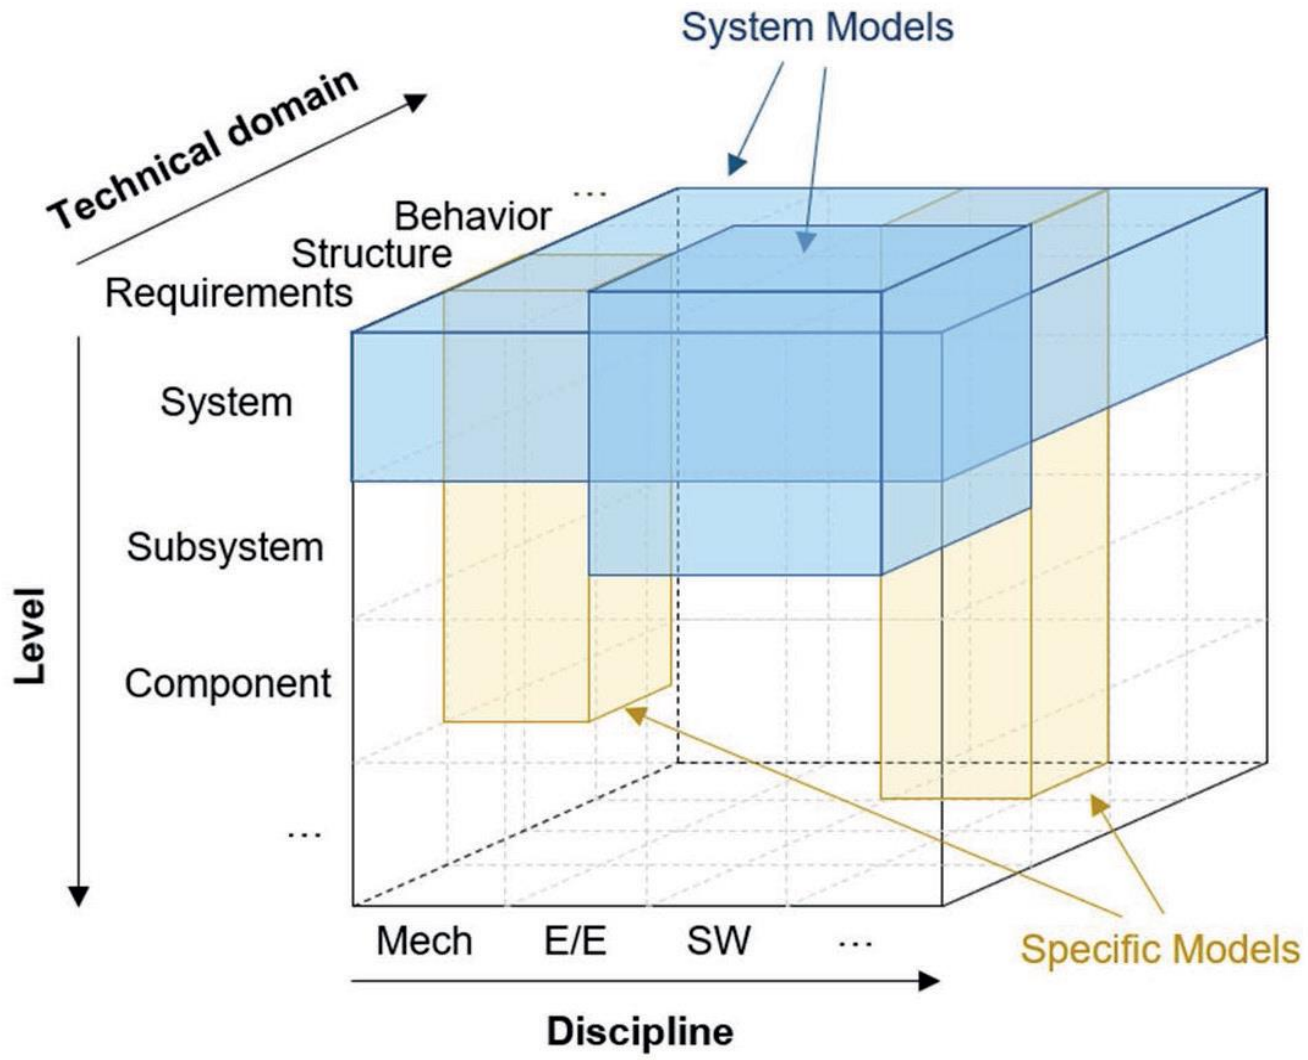 System Models
Technical domain
...
Behavior
Structure
Requirements
System
Subsystem
Level
Component
...
Mech
E/E
SW
...
Specific Models
Discipline